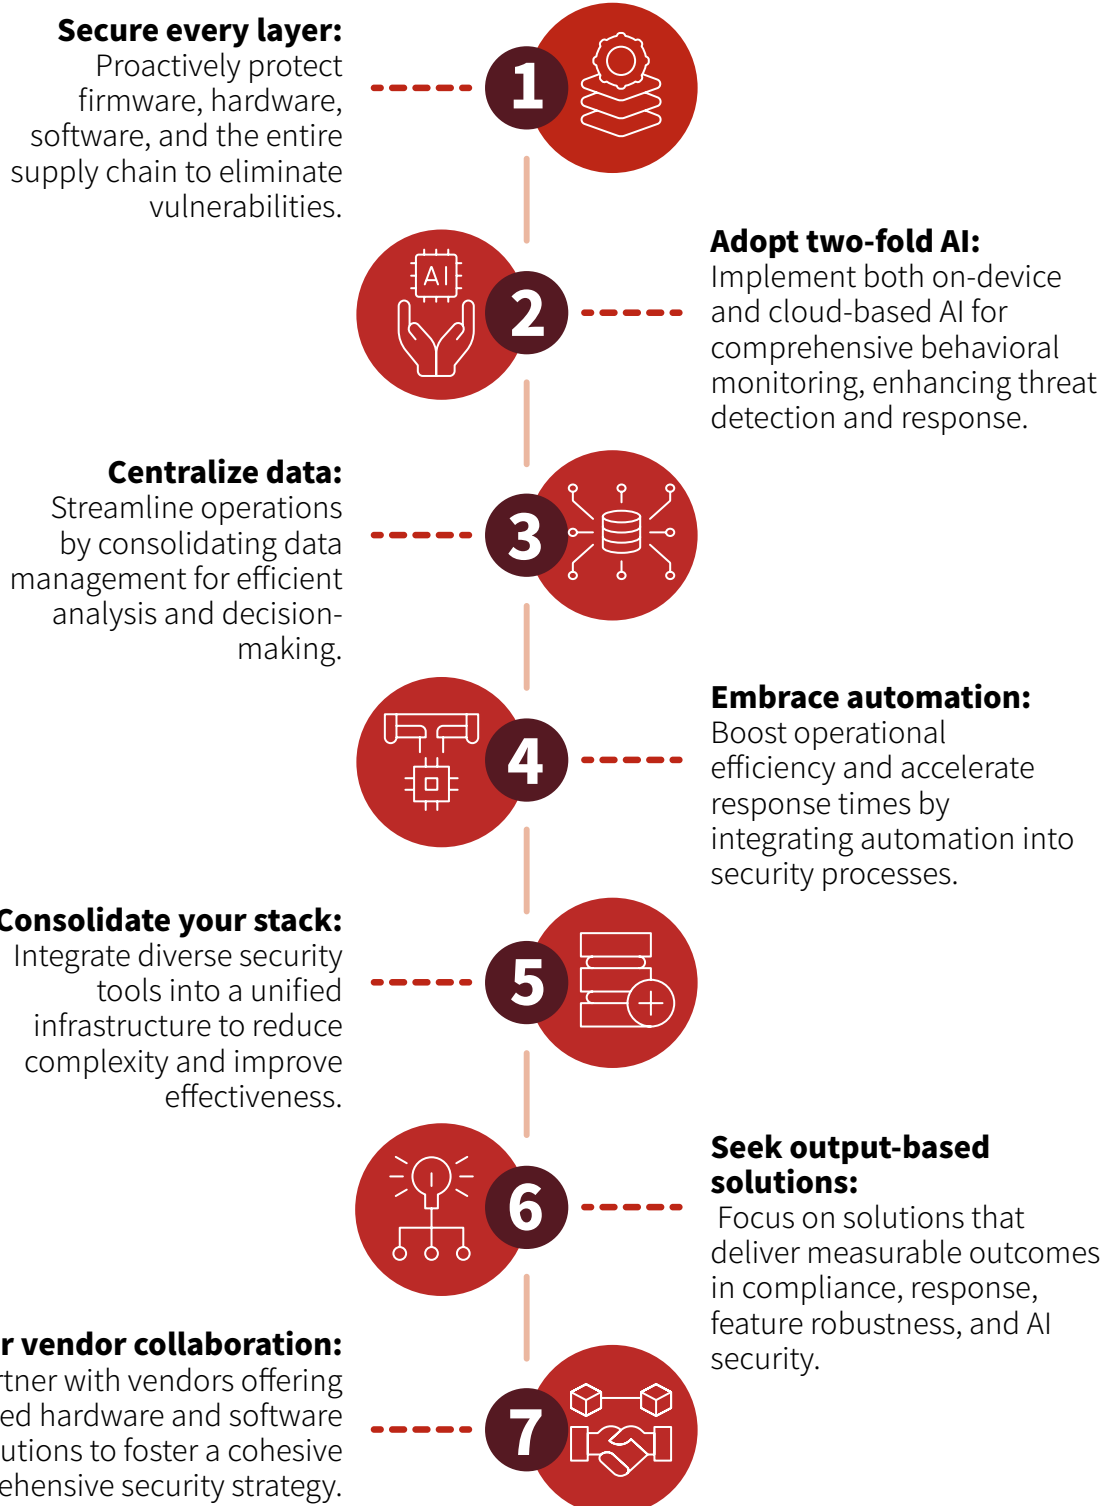 Secure every layer:
Proactively protect
firmware, hardware,
software, and the entire
supply chain to eliminate
vulnerabilities.
1
AI
2
Adopt two-fold AI:
Implement both on-device
and cloud-based AI for
comprehensive behavioral
monitoring, enhancing threat
detection and response.
Centralize data:
Streamline operations
by consolidating data
management for efficient
analysis and decision-
making.
3
4
Embrace automation:
Boost operational
efficiency and accelerate
response times by
integrating automation into
security processes.
Consolidate your stack:
Integrate diverse security
tools into a unified
infrastructure to reduce
complexity and improve
effectiveness.
5
6
Seek output-based
solutions:
Focus on solutions that
deliver measurable outcomes
in compliance, response,
feature robustness, and AI
security.
vendor collaboration:
with vendors offering
hardware and software
to foster a cohesive
security strategy.
7